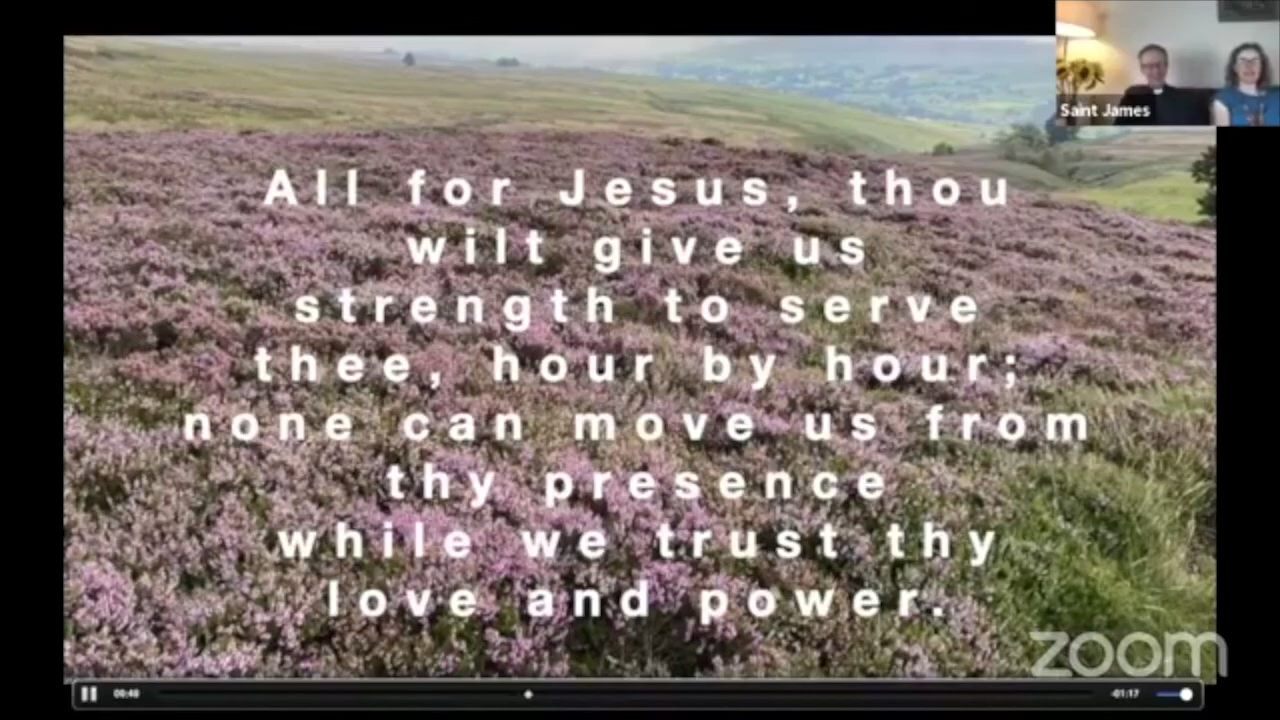 Saint James
All for Jesus, thou
wilt give us
strength to serve
thee, hour by hour;
none can move us from
thy presence
while we trust thy
love and power.
zoom
00:40
-01:17